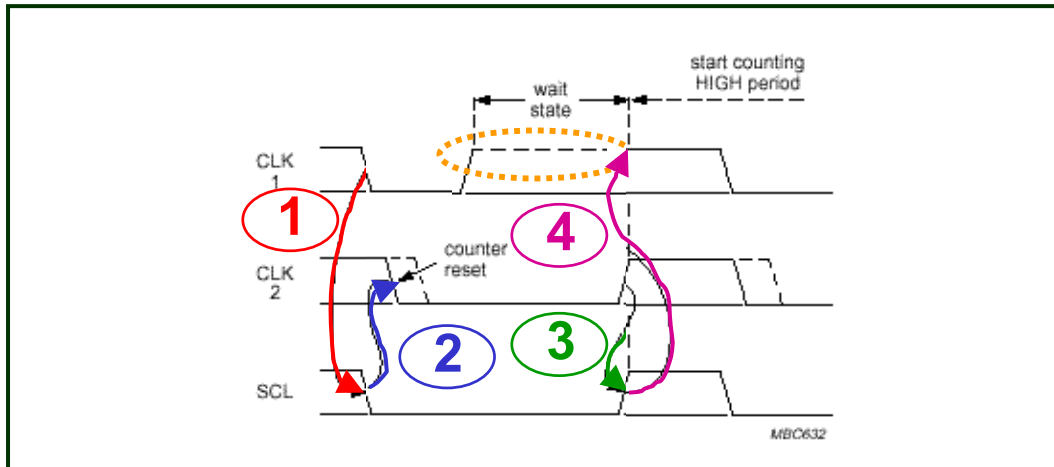 start counting
HIGH period
wait
state
CLK
1
1
4
counter
reset
CLK
2
2
3
SCL
MBC632